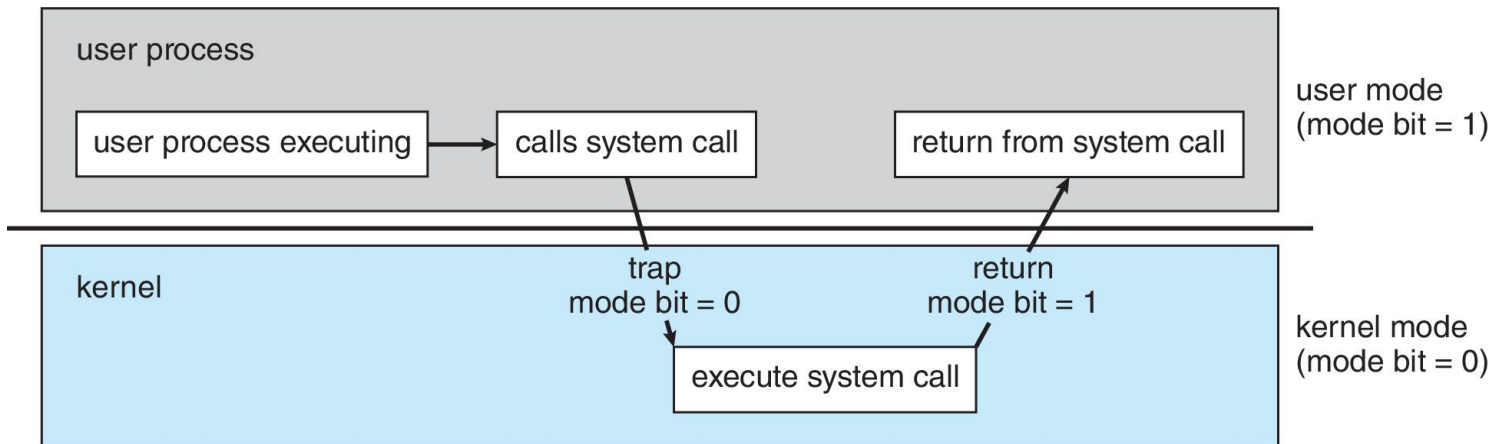 user process
user process executing
calls system call
return from system call
user mode
(mode bit = 1)
kernel
trap
mode bit = 0
return
mode bit = 1
execute system call
kernel mode
(mode bit = 0)